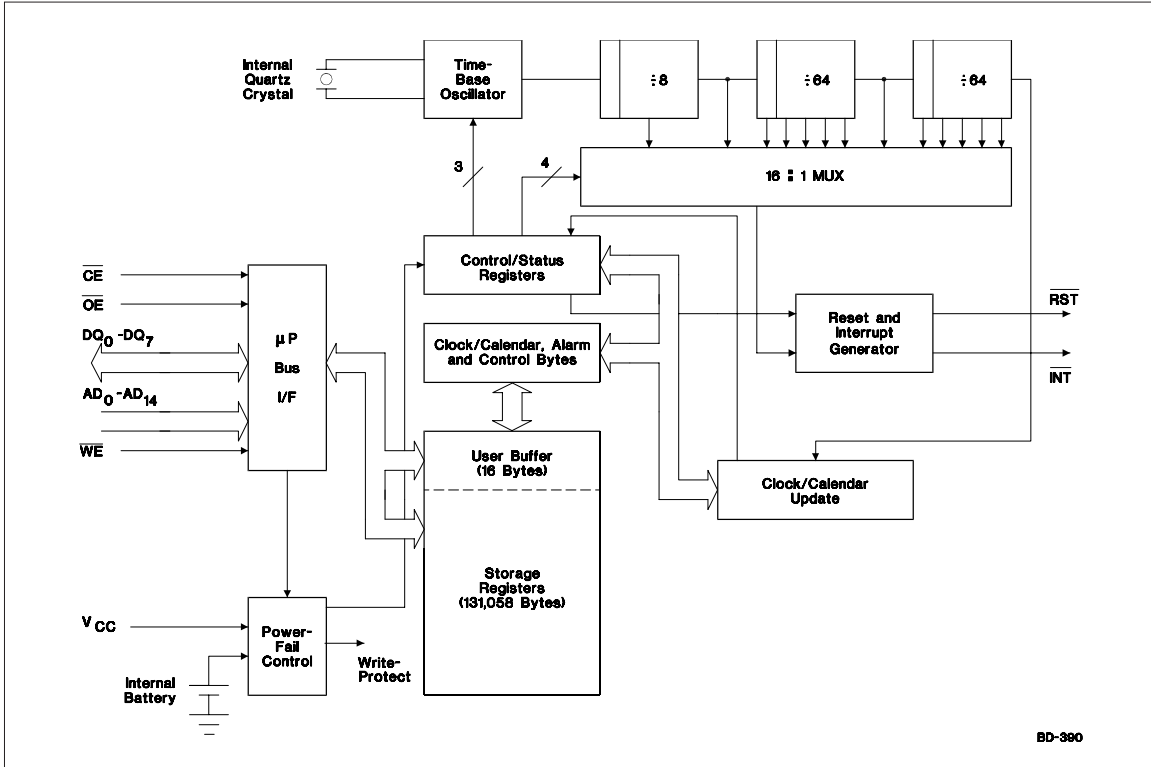 Internal
Quartz
Crystal
Time-
Base
Oscillator
÷8
÷64
÷64
3
4
16 : 1 MUX
Control/Status
Registers
CE
OE
DQ0 -DQ7
AD0 -AD14
WE
µP
Bus
I/F
Clock/Calendar, Alarm
and Control Bytes
Reset and
Interrupt
Generator
RST
INT
User Buffer
(16 Bytes)
Clock/Calendar
Update
Storage
Registers
(131,058 Bytes)
VCC
Power-
Fail
Control
Write-
Protect
Internal
Battery
BD-390